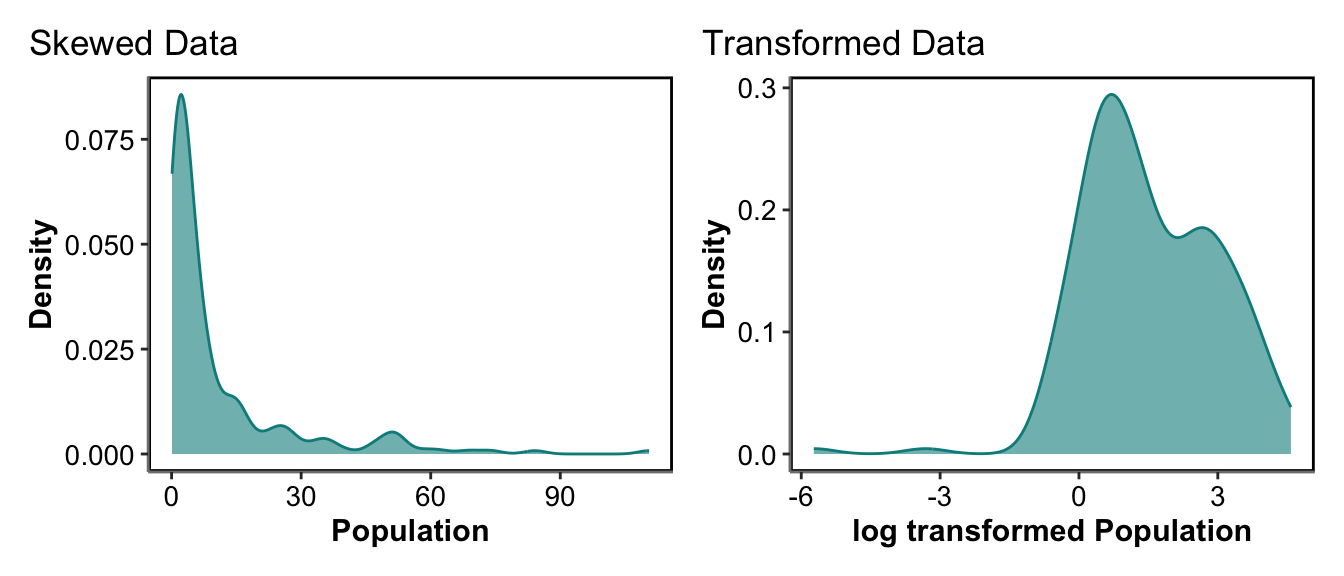 Skewed Data
Density
0.075
0.050
0.025
0.000
0
30
60
90
Population
Transformed Data
Density
0.3
0.2
0.1
0.0
-6
-3
0
3
log transformed Population